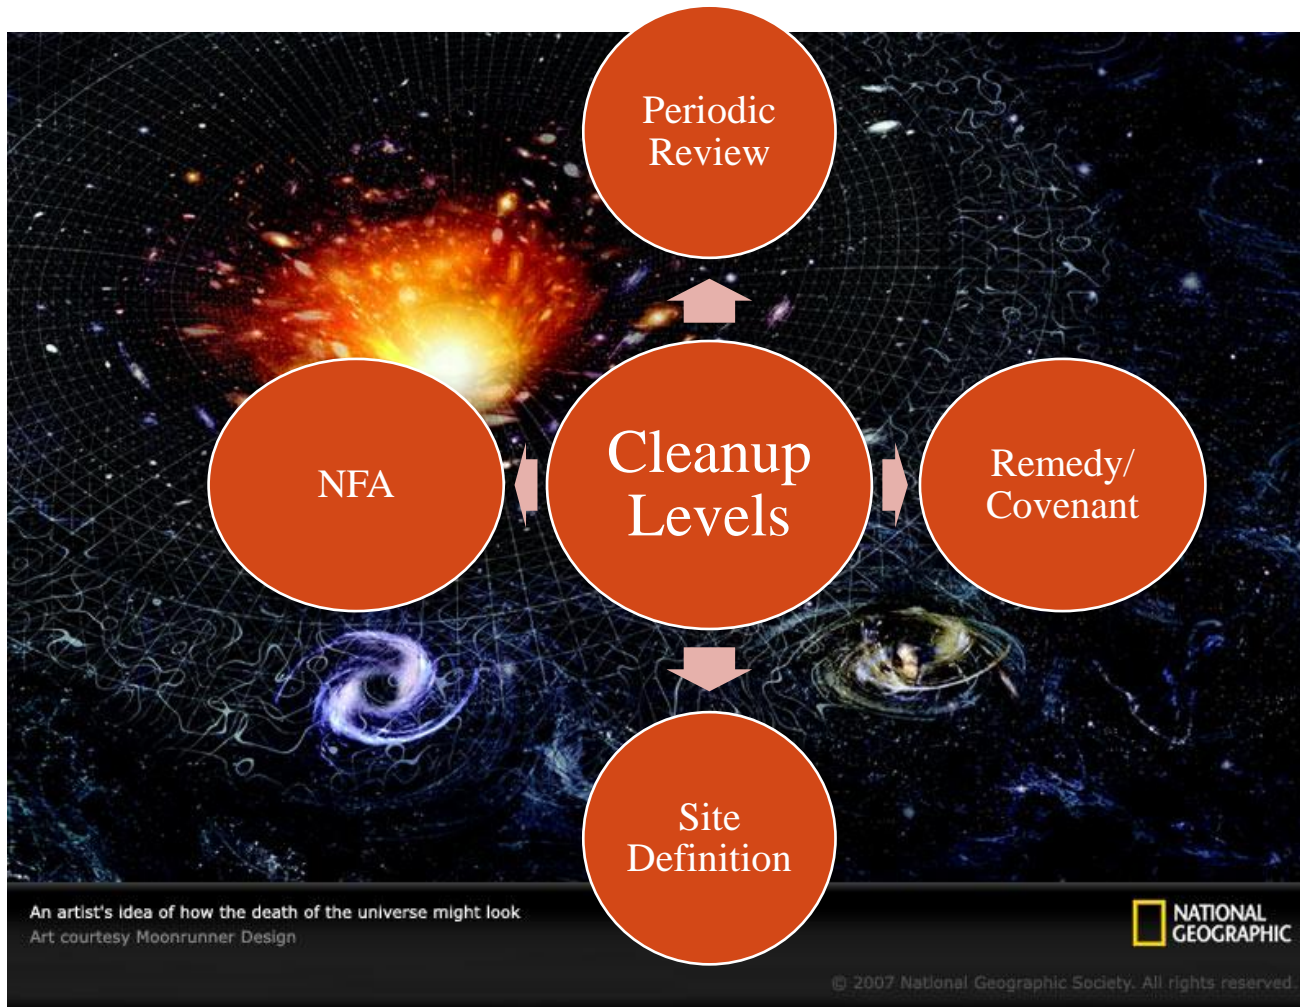 Periodic
Review
NFA
Cleanup
Levels
Remedy/
Covenant
Site
Definition
An artist's idea of how the death of the universe might look
Art courtesy Moonrunner Design
NATIONAL
GEOGRAPHIC
© 2007 National Geographic Society. All rights reserved.